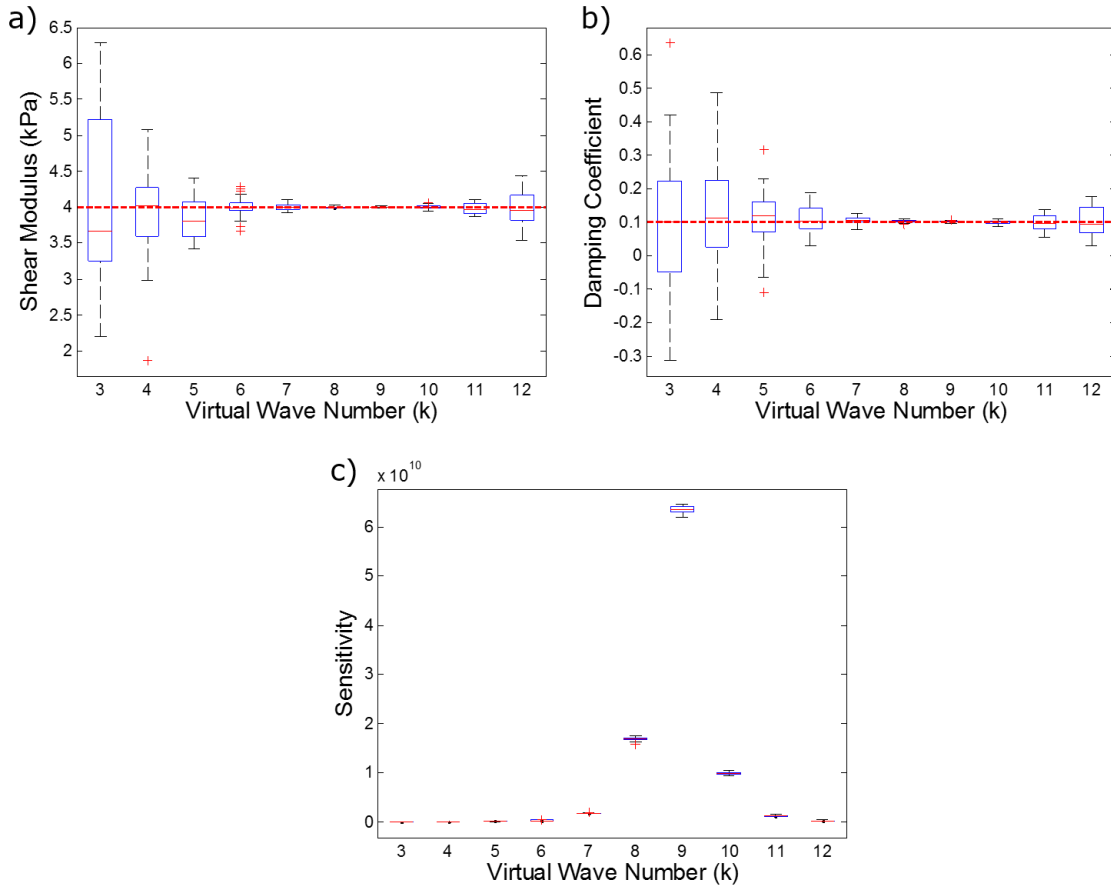 a)
Shear Modulus (kPa)
6.5
6
5.5
5
4.5
4
3.5
3
2.5
2
3 4 5 6 7 8 9 10 11 12
Virtual Wave Number (k)
b)
Damping Coefficient
0.6
0.5
0.4
0.3
0.2
0.1
0
-0.1
-0.2
-0.3
3 4 5 6 7 8 9 10 11 12
Virtual Wave Number (k)
c)
x 10^10
Sensitivity
6
5
4
3
2
1
0
3 4 5 6 7 8 9 10 11 12
Virtual Wave Number (k)